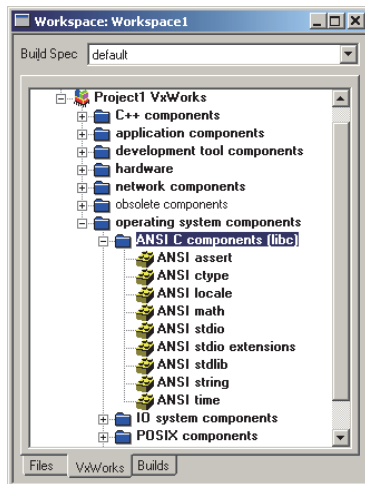 Workspace: Workspace1
Build Spec default
Project1 VxWorks
C++ components
application components
development tool components
hardware
network components
obsolete components
operating system components
ANSI C components (libc)
ANSI assert
ANSI ctype
ANSI locale
ANSI math
ANSI stdio
ANSI stdio extensions
ANSI stdlib
ANSI string
ANSI time
IO system components
POSIX components
Files VxWorks Builds